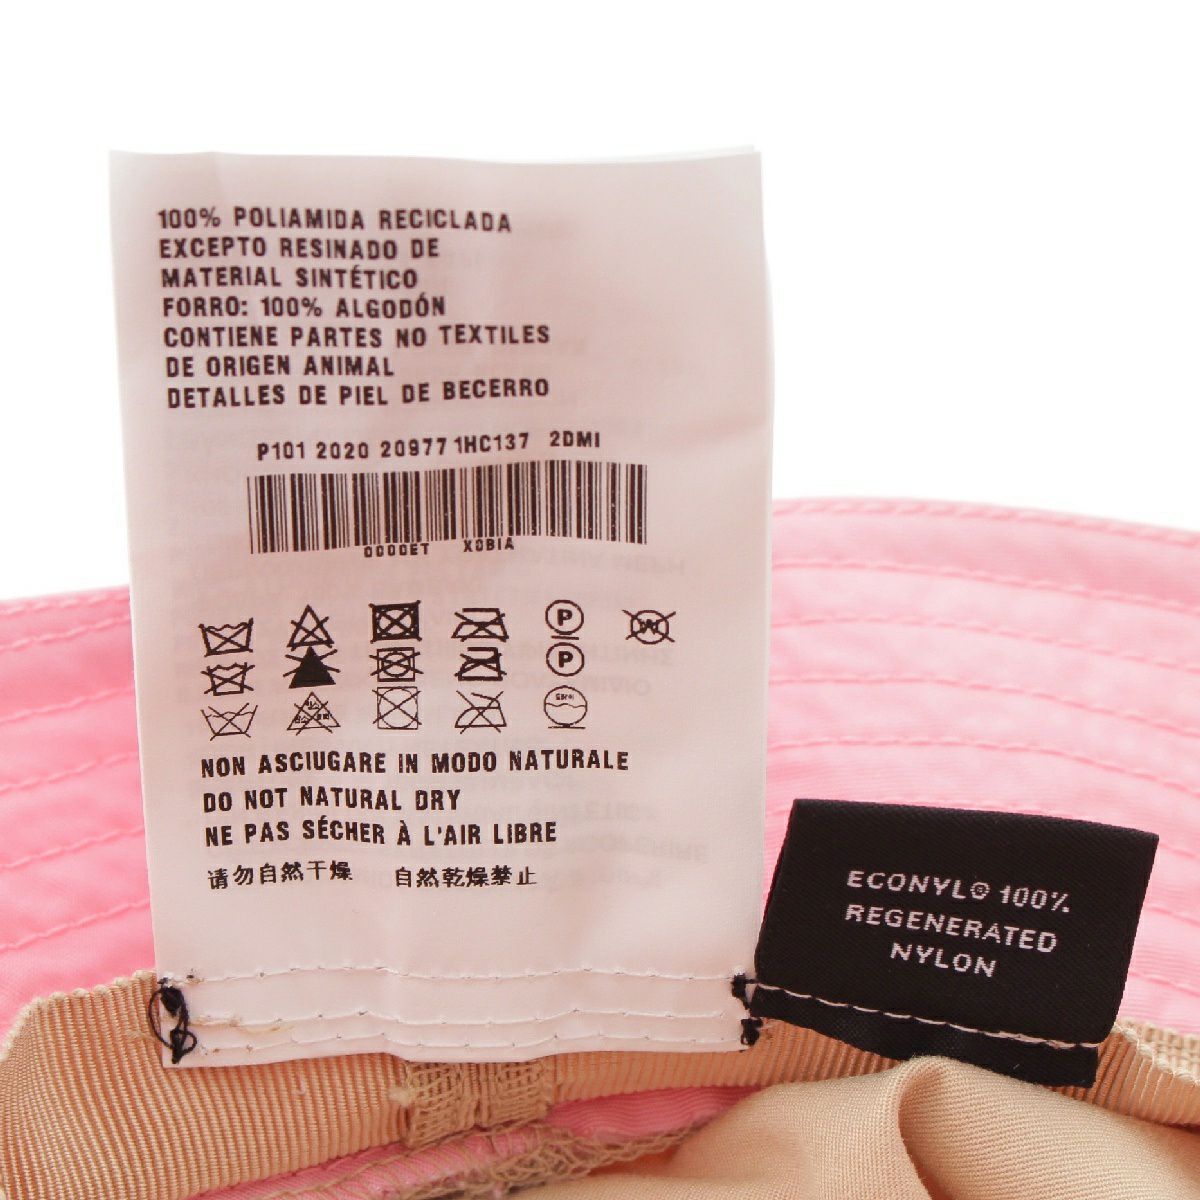 100% POLIAMIDA RECICLADA
EXCEPTO RESINADO DE
MATERIAL SINTÉTICO
FORRO: 100% ALGODÓN
CONTIENE PARTES NO TEXTILES
DE ORIGEN ANIMAL
DETALLES DE PIEL DE BECERRO
P101 2020 20977 1HC137 2DMI
0000ET X0BIA
P
W
P
NON ASCIUGARE IN MODO NATURALE
DO NOT NATURAL DRY
NE PAS SÉCHER À L'AIR LIBRE
请勿自然干燥 自然乾燥禁止
ECONYL® 100%
REGENERATED
NYLON